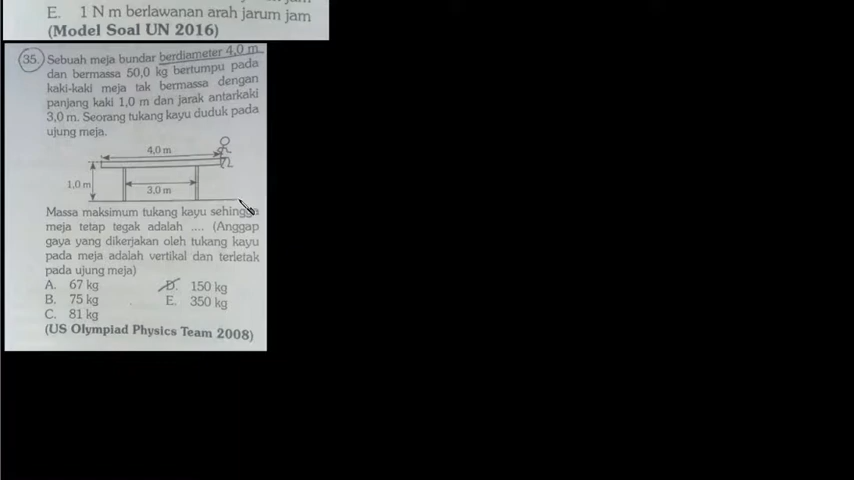 E. 1 N m berlawanan arah jarum jam
(Model Soal UN 2016)
35. Sebuah meja bundar berdiameter 4,0 m
dan bermassa 50,0 kg bertumpu pada
kaki-kaki meja tak bermassa dengan
panjang kaki 1,0 m dan jarak antarkaki
3,0 m. Seorang tukang kayu duduk pada
ujung meja.
4,0 m
1,0 m
3,0 m
Massa maksimum tukang kayu sehingga
meja tetap tegak adalah .... (Anggap
gaya yang dikerjakan oleh tukang kayu
pada meja adalah vertikal dan terletak
pada ujung meja)
A. 67 kg
B. 75 kg
C. 81 kg
D. 150 kg
E. 350 kg
(US Olympiad Physics Team 2008)